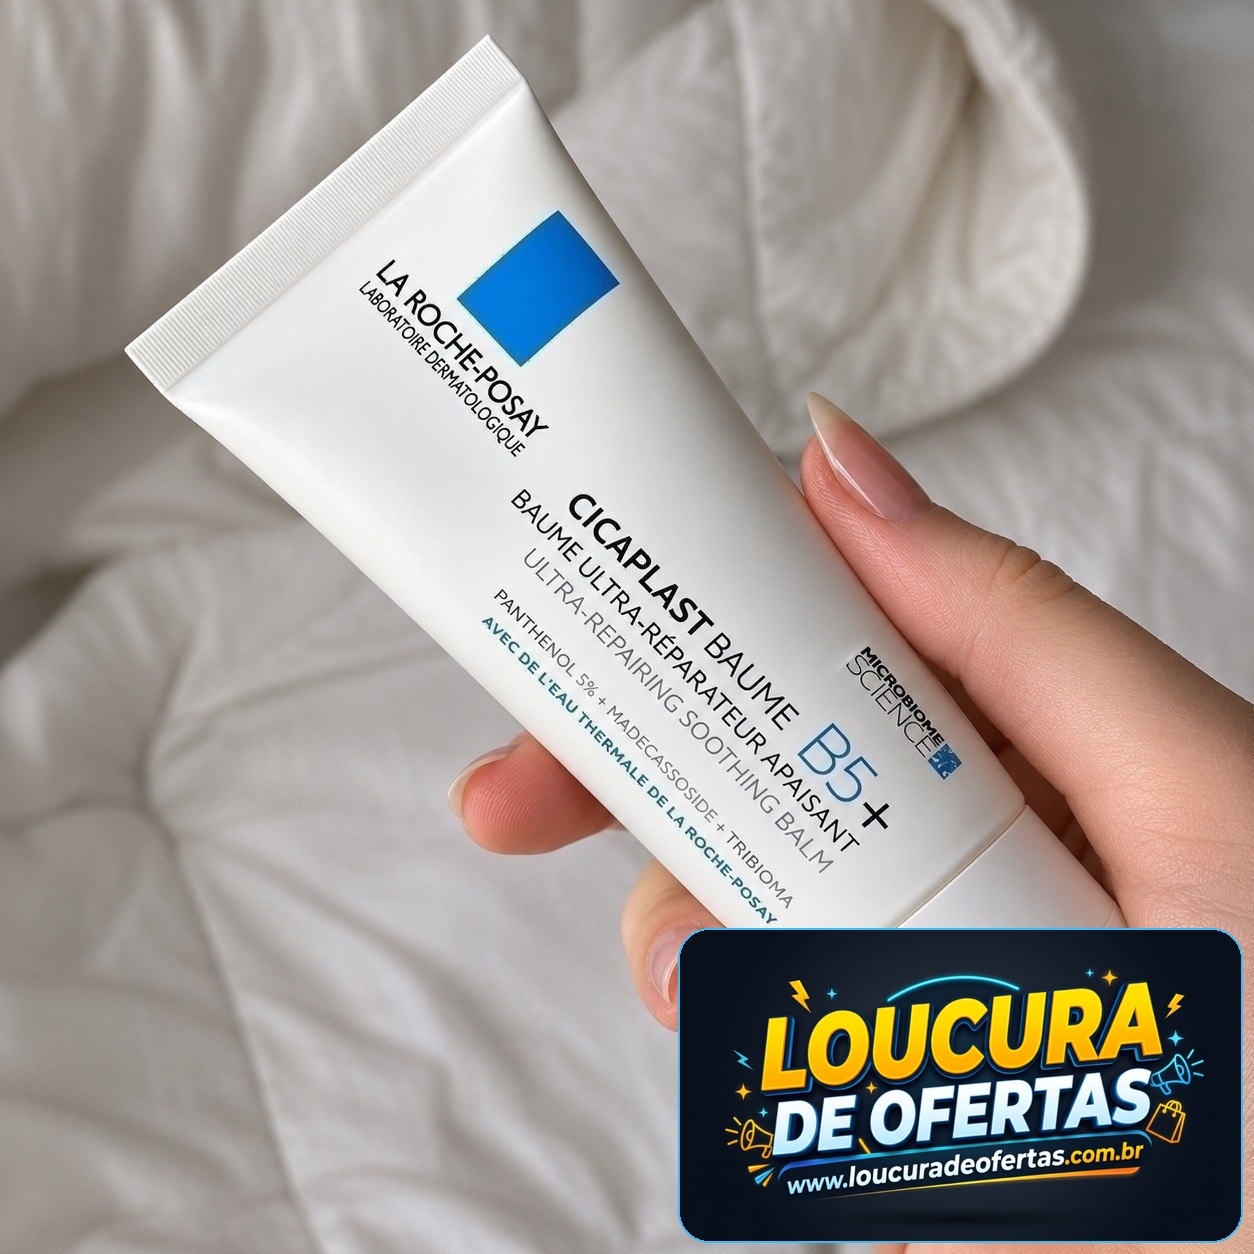 LA ROCHE-POSAY
LABORATOIRE DERMATOLOGIQUE
CICAPLAST BAUME B5+
BAUME ULTRA-RÉPARATEUR APAISANT
ULTRA-REPAIRING SOOTHING BALM
PANTHENOL 5% + MADECASSOSIDE + TRIBIOMA
AVEC DE L'EAU THERMALE DE LA ROCHE-POSAY
MICROBIOME
SCIENCE
LOUCURA
DE OFERTAS
www.loucuradeofertas.com.br